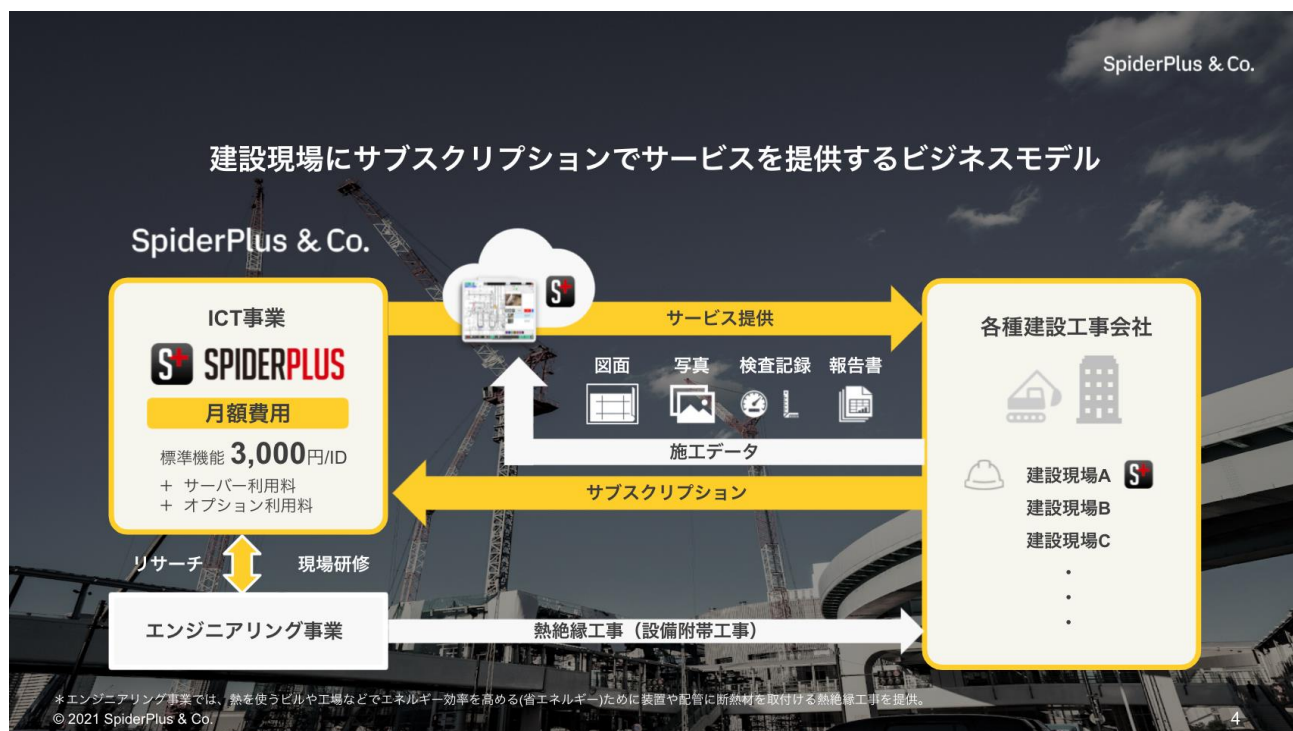 SpiderPlus & Co.
建設現場にサブスクリプションでサービスを提供するビジネスモデル
SpiderPlus & Co.
ICT事業
S+ SPIDERPLUS
月額費用
標準機能 3,000円/ID
+ サーバー利用料
+ オプション利用料
S+
サービス提供
図面 写真 検査記録 報告書
施工データ
サブスクリプション
各種建設工事会社
建設現場A S+
建設現場B
建設現場C
・
・
・
リサーチ 現場研修
エンジニアリング事業
熱絶縁工事（設備附帯工事）
＊エンジニアリング事業では、熱を使うビルや工場などでエネルギー効率を高める(省エネルギー)ために装置や配管に断熱材を取付ける熱絶縁工事を提供。
© 2021 SpiderPlus & Co.
4